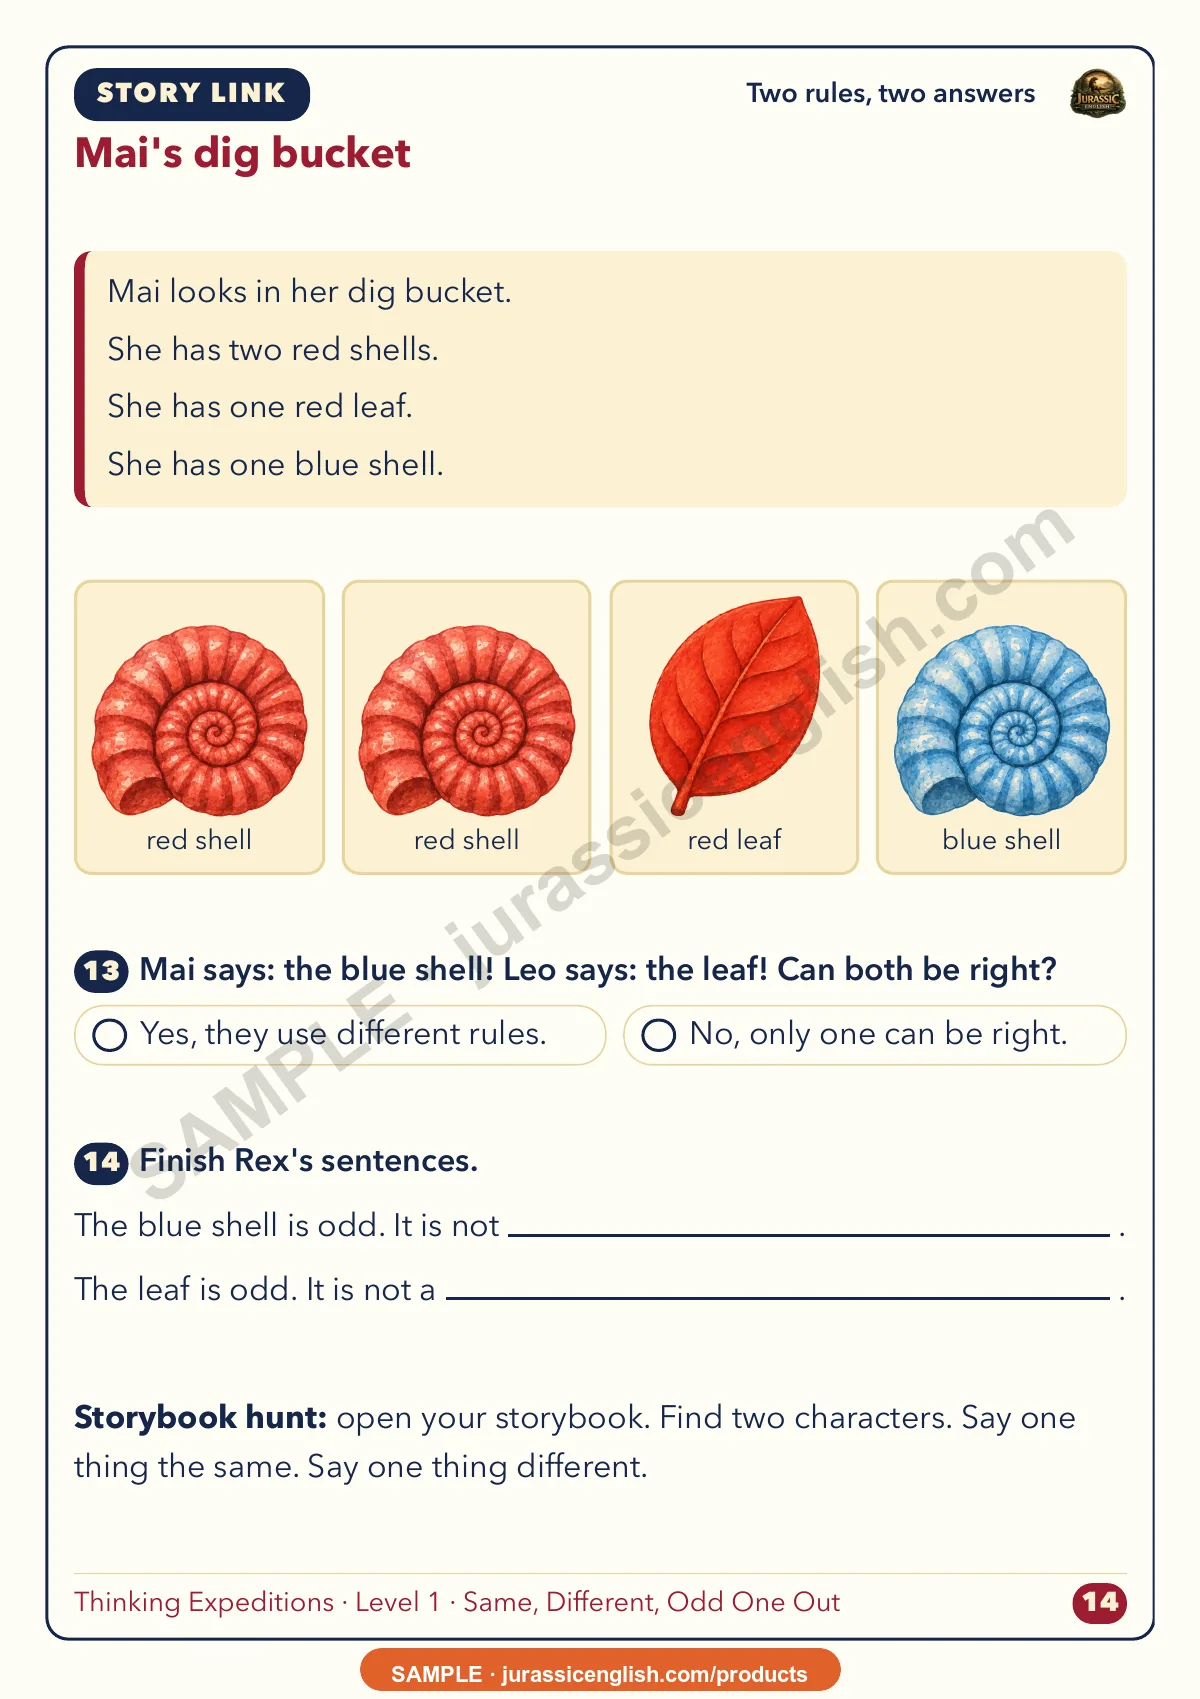 STORY LINK
Two rules, two answers
JURASSIC
ENGLISH
Mai's dig bucket
Mai looks in her dig bucket.
She has two red shells.
She has one red leaf.
She has one blue shell.
red shell
red shell
red leaf
blue shell
13 Mai says: the blue shell! Leo says: the leaf! Can both be right?
Yes, they use different rules.
No, only one can be right.
14 Finish Rex's sentences.
The blue shell is odd. It is not .
The leaf is odd. It is not a .
Storybook hunt: open your storybook. Find two characters. Say one
thing the same. Say one thing different.
Thinking Expeditions · Level 1 · Same, Different, Odd One Out
14
SAMPLE · jurassicenglish.com
SAMPLE · jurassicenglish.com/products